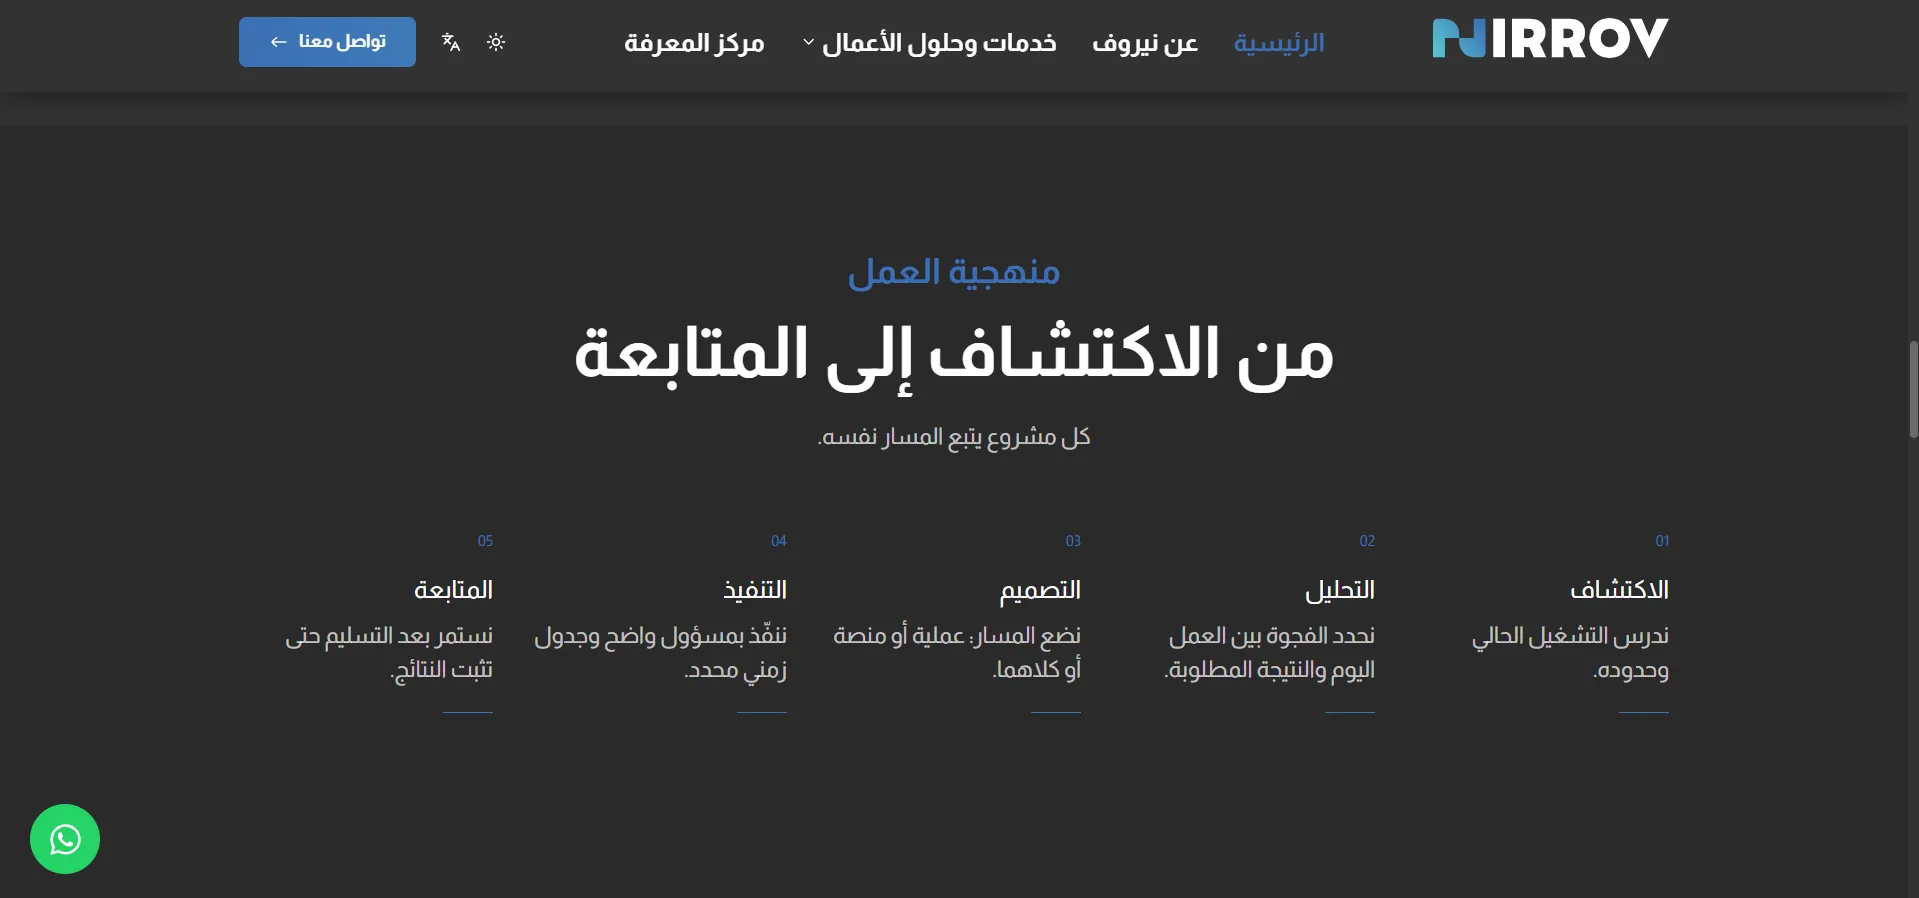 NIRROV
الرئيسية
عن نيروف
خدمات وحلول الأعمال
مركز المعرفة
تواصل معنا
منهجية العمل
من الاكتشاف إلى المتابعة
كل مشروع يتبع المسار نفسه.
01
الاكتشاف
ندرس التشغيل الحالي
وحدوده.
02
التحليل
نحدد الفجوة بين العمل
اليوم والنتيجة المطلوبة.
03
التصميم
نضع المسار: عملية أو منصة
أو كلاهما.
04
التنفيذ
ننفّذ بمسؤول واضح وجدول
زمني محدد.
05
المتابعة
نستمر بعد التسليم حتى
تثبت النتائج.